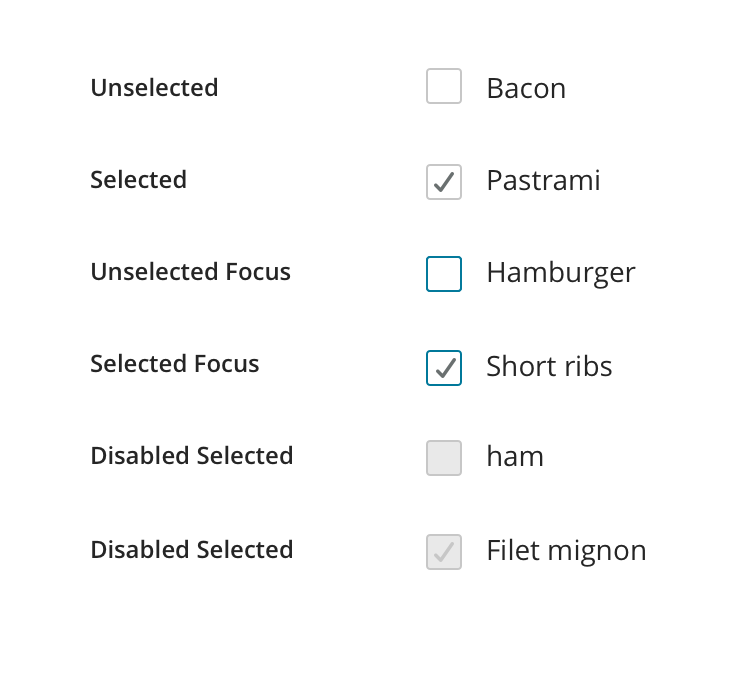 Unselected Bacon
Selected Pastrami
Unselected Focus Hamburger
Selected Focus Short ribs
Disabled Selected ham
Disabled Selected Filet mignon